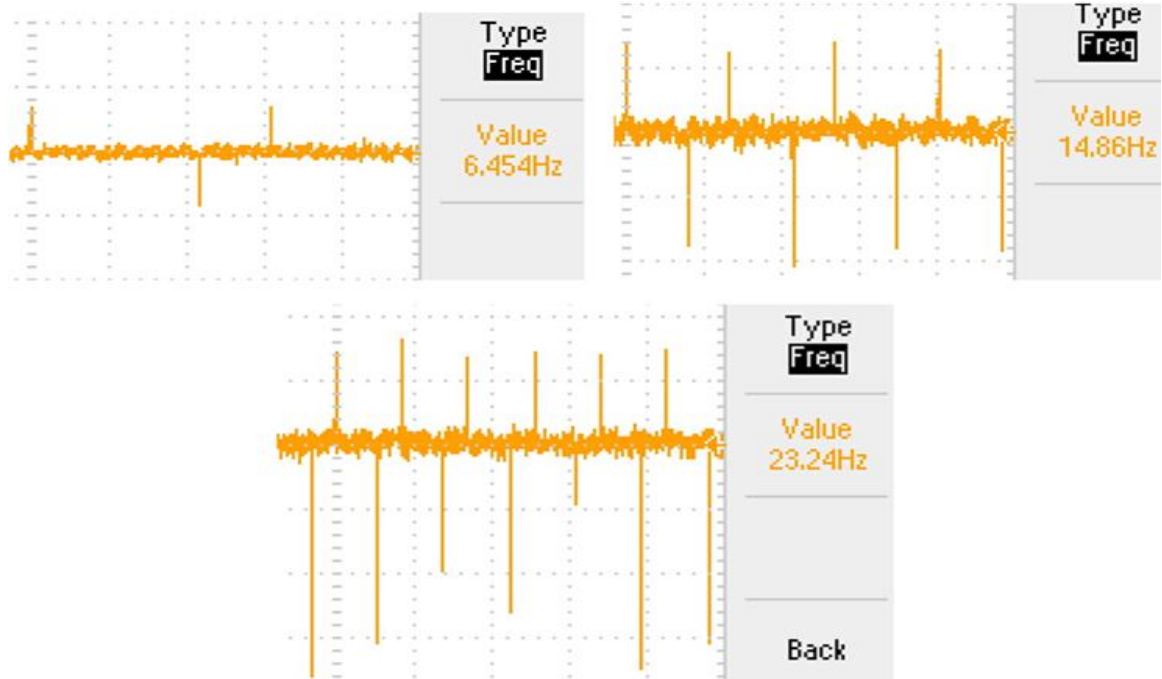 Type
Freq
Value
6.454Hz
Type
Freq
Value
14.86Hz
Type
Freq
Value
23.24Hz
Back